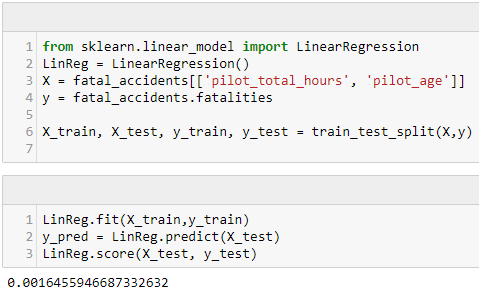 1 from sklearn.linear_model import LinearRegression
2 LinReg = LinearRegression()
3 X = fatal_accidents[['pilot_total_hours', 'pilot_age']]
4 y = fatal_accidents.fatalities
5
6 X_train, X_test, y_train, y_test = train_test_split(X,y)
7
1 LinReg.fit(X_train,y_train)
2 y_pred = LinReg.predict(X_test)
3 LinReg.score(X_test, y_test)
0.0016455946687332632